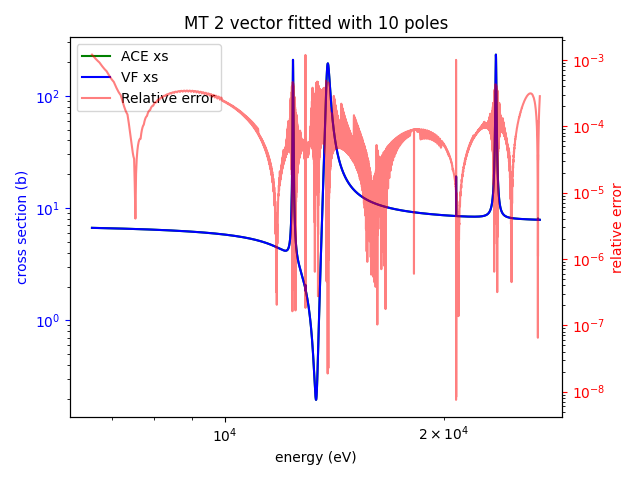 MT 2 vector fitted with 10 poles
ACE xs
VF xs
Relative error
cross section (b)
10²
10¹
10⁰
10⁻³
10⁻⁴
10⁻⁵
10⁻⁶
10⁻⁷
10⁻⁸
relative error
10⁴
2 × 10⁴
energy (eV)